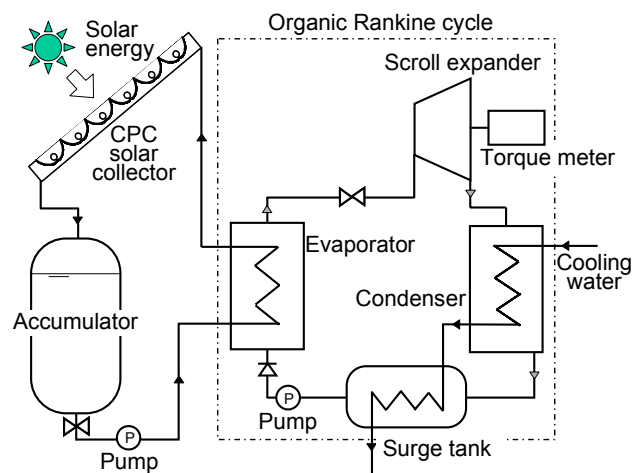 Organic Rankine cycle
Solar
energy
Scroll expander
CPC
solar
collector
Torque meter
Evaporator
Cooling
water
Condenser
Accumulator
P
Pump
P
Pump
Surge tank